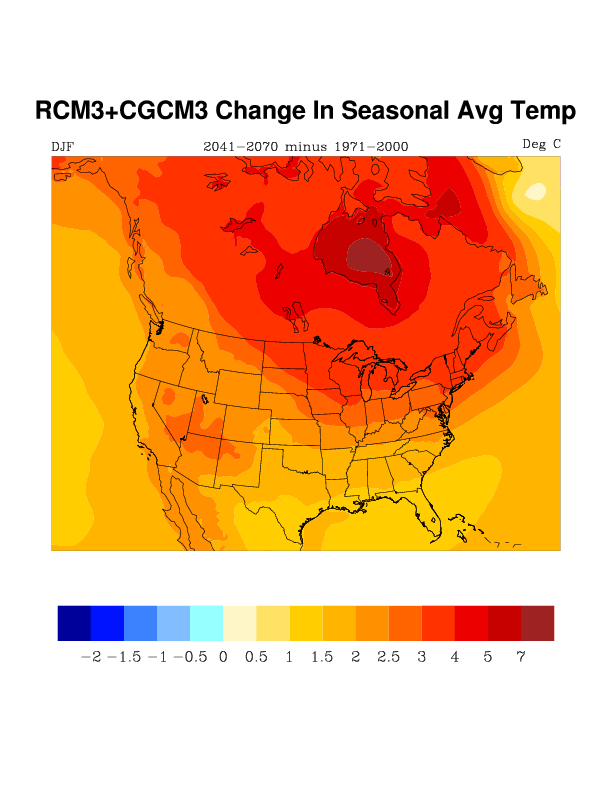 RCM3+CGCM3 Change In Seasonal Avg Temp
DJF 2041-2070 minus 1971-2000 Deg C
-2 -1.5 -1 -0.5 0 0.5 1 1.5 2 2.5 3 4 5 7